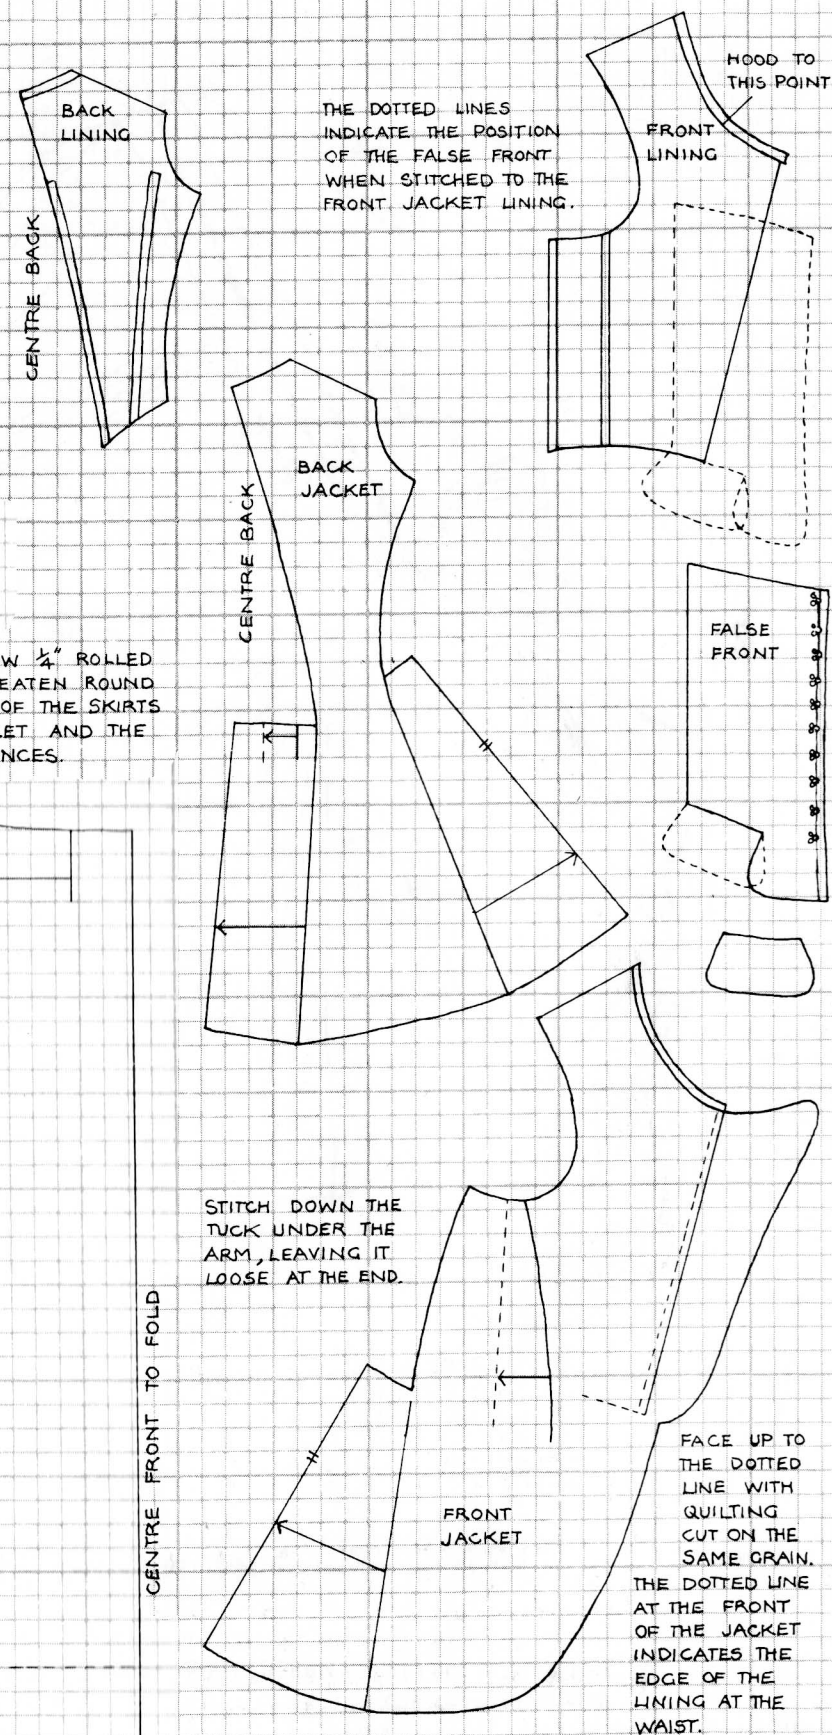 BACK
LINING
CENTRE BACK
THE DOTTED LINES
INDICATE THE POSITION
OF THE FALSE FRONT
WHEN STITCHED TO THE
FRONT JACKET LINING.
HOOD TO
THIS POINT
FRONT
LINING
BACK
JACKET
CENTRE BACK
W ¼" ROLLED
EATEN ROUND
OF THE SKIRTS
LET AND THE
NCES.
FALSE
FRONT
STITCH DOWN THE
TUCK UNDER THE
ARM, LEAVING IT
LOOSE AT THE END.
CENTRE FRONT TO FOLD
FRONT
JACKET
FACE UP TO
THE DOTTED
LINE WITH
QUILTING
CUT ON THE
SAME GRAIN.
THE DOTTED LINE
AT THE FRONT
OF THE JACKET
INDICATES THE
EDGE OF THE
LINING AT THE
WAIST.